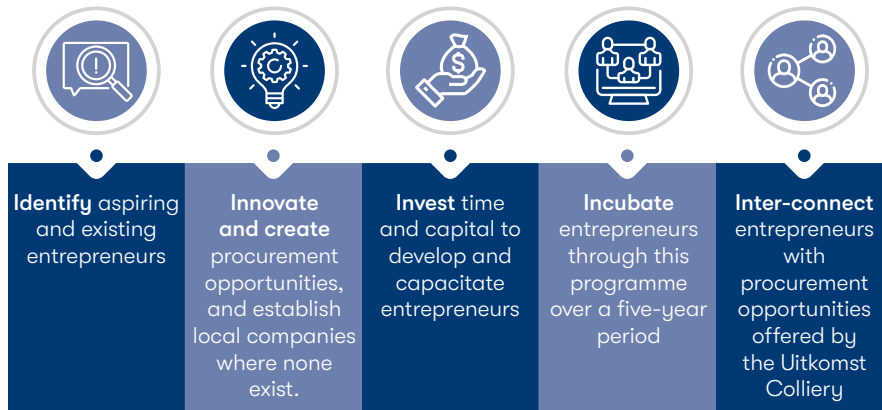 Identify aspiring
and existing
entrepreneurs
Innovate
and create
procurement
opportunities,
and establish
local companies
where none
exist.
Invest time
and capital to
develop and
capacitate
entrepreneurs
Incubate
entrepreneurs
through this
programme
over a five-year
period
Inter-connect
entrepreneurs
with
procurement
opportunities
offered by
the Uitkomst
Colliery